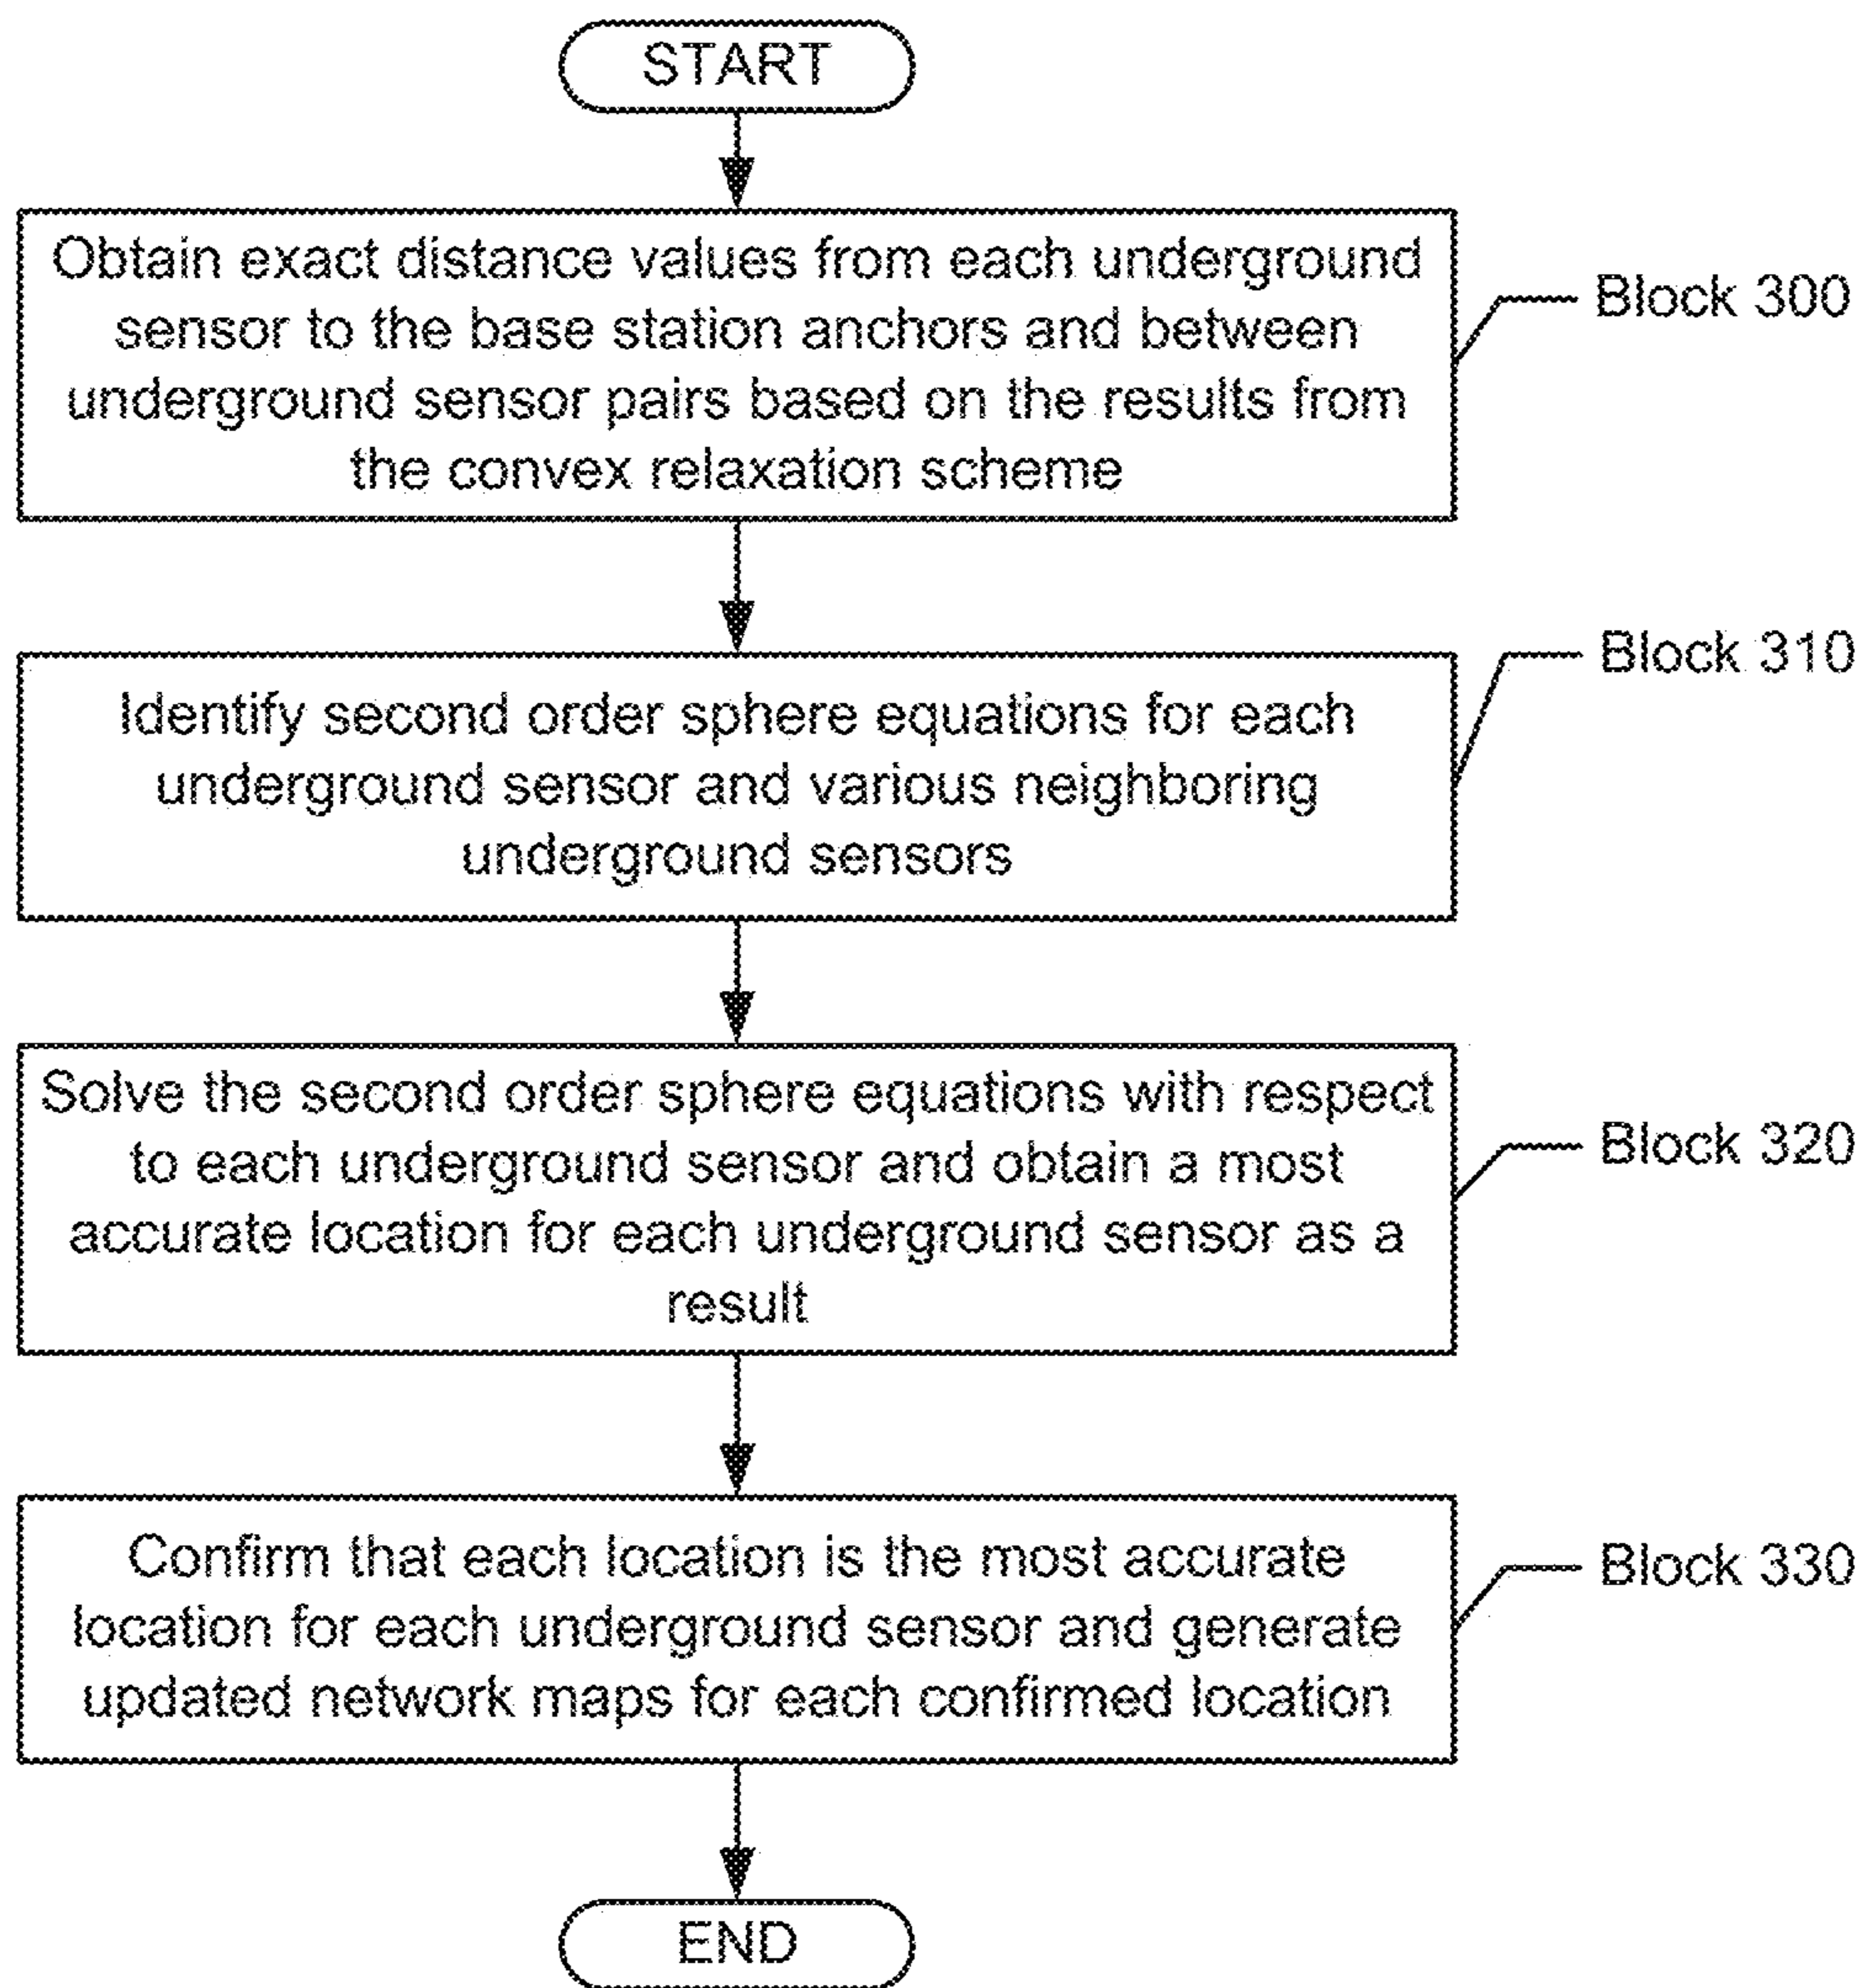 START
Obtain exact distance values from each underground
sensor to the base station anchors and between
underground sensor pairs based on the results from
the convex relaxation scheme
Block 300
Identify second order sphere equations for each
underground sensor and various neighboring
underground sensors
Block 310
Solve the second order sphere equations with respect
to each underground sensor and obtain a most
accurate location for each underground sensor as a
result
Block 320
Confirm that each location is the most accurate
location for each underground sensor and generate
updated network maps for each confirmed location
Block 330
END